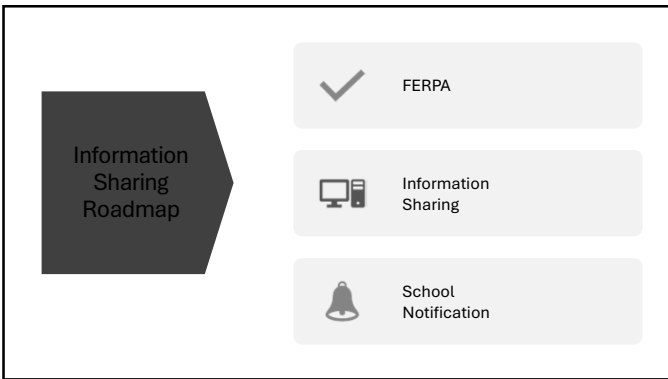 Information
Sharing
Roadmap
FERPA
Information
Sharing
School
Notification